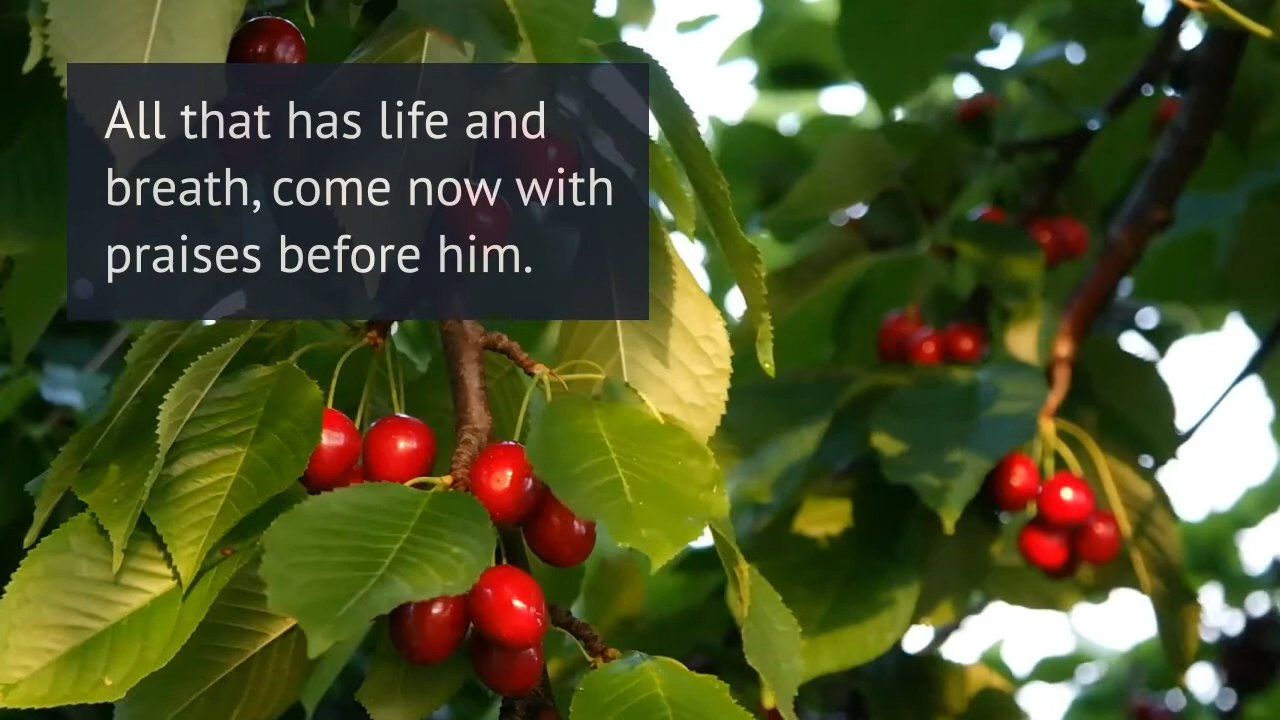 All that has life and
breath, come now with
praises before him.